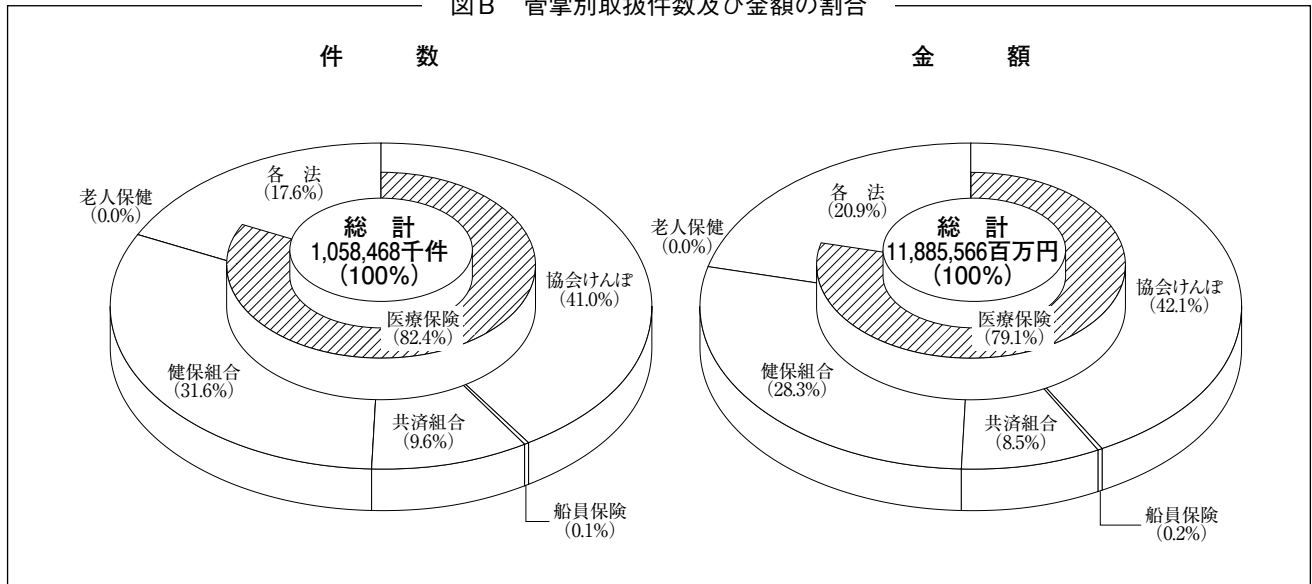 図B　管掌別取扱件数及び金額の割合
件　　数
各　法
（17.6%）
老人保健
（0.0%）
総　計
1,058,468千件
（100%）
協会けんぽ
（41.0%）
医療保険
（82.4%）
健保組合
（31.6%）
共済組合
（9.6%）
船員保険
（0.1%）
金　　額
各　法
（20.9%）
老人保健
（0.0%）
総　計
11,885,566百万円
（100%）
協会けんぽ
（42.1%）
医療保険
（79.1%）
健保組合
（28.3%）
共済組合
（8.5%）
船員保険
（0.2%）